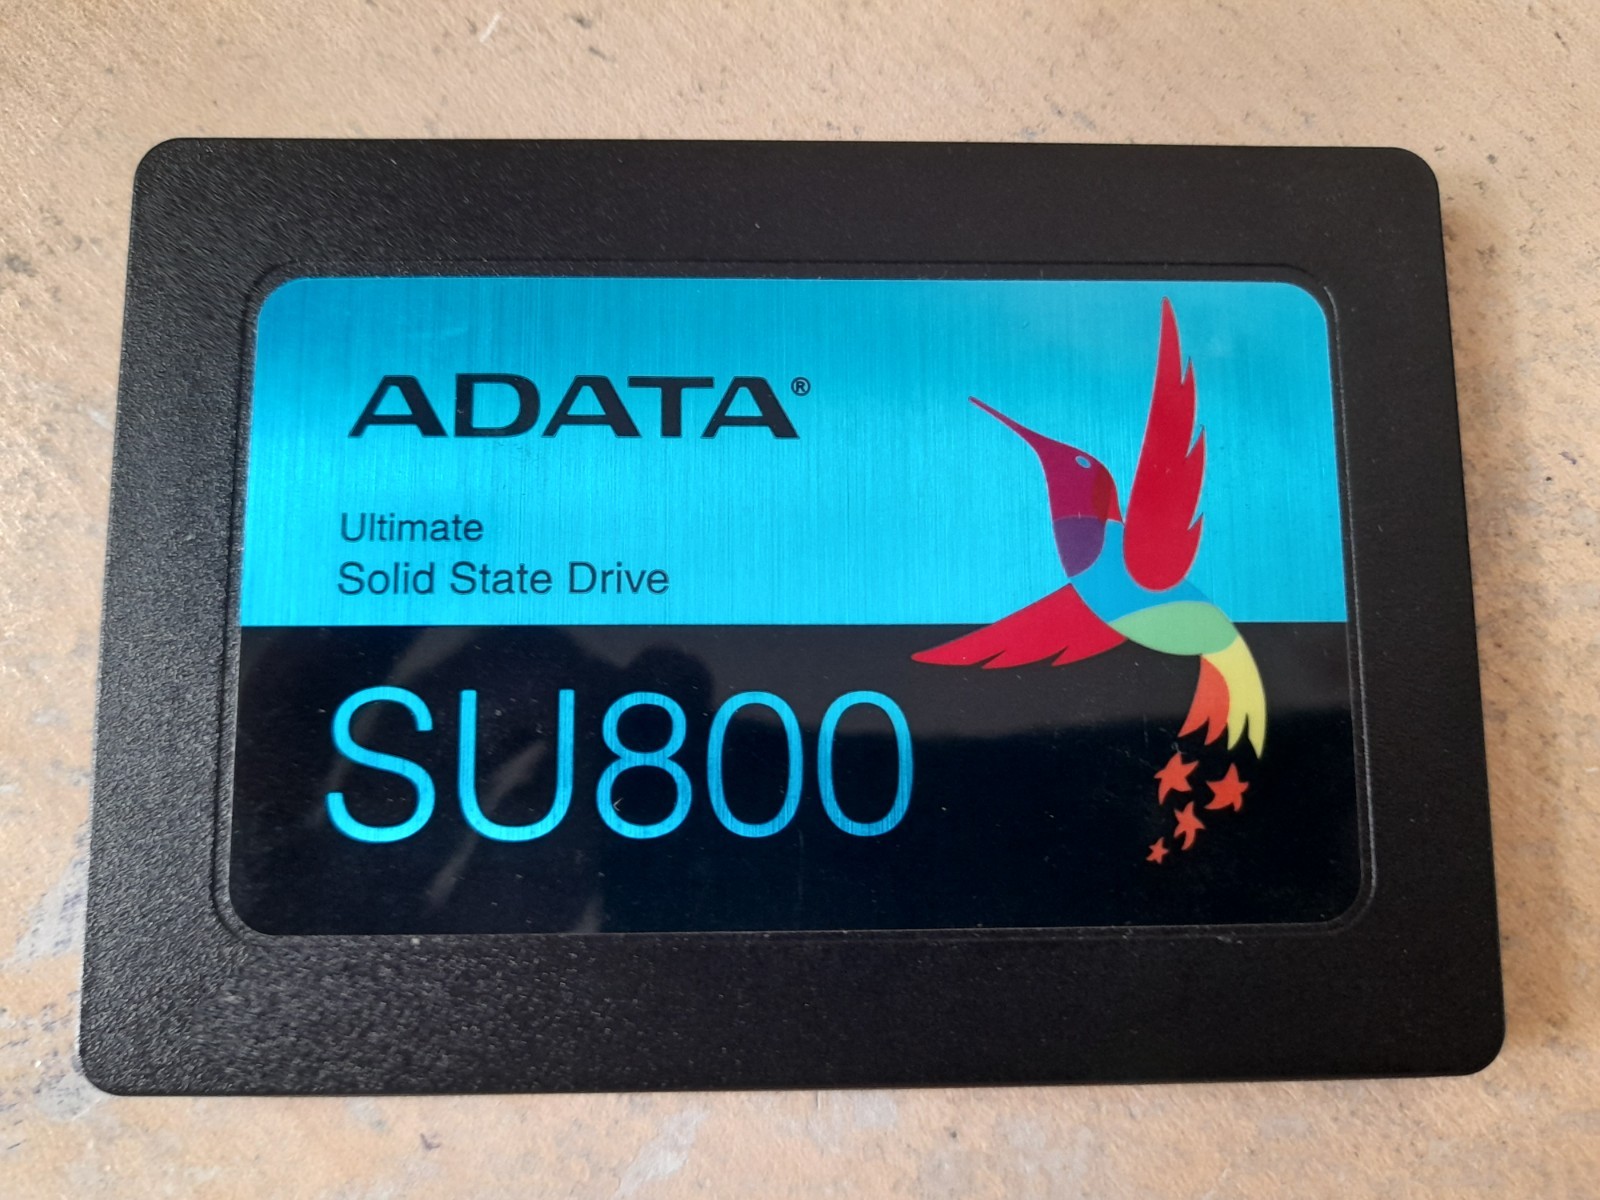 ADATA®
Ultimate
Solid State Drive
SU800